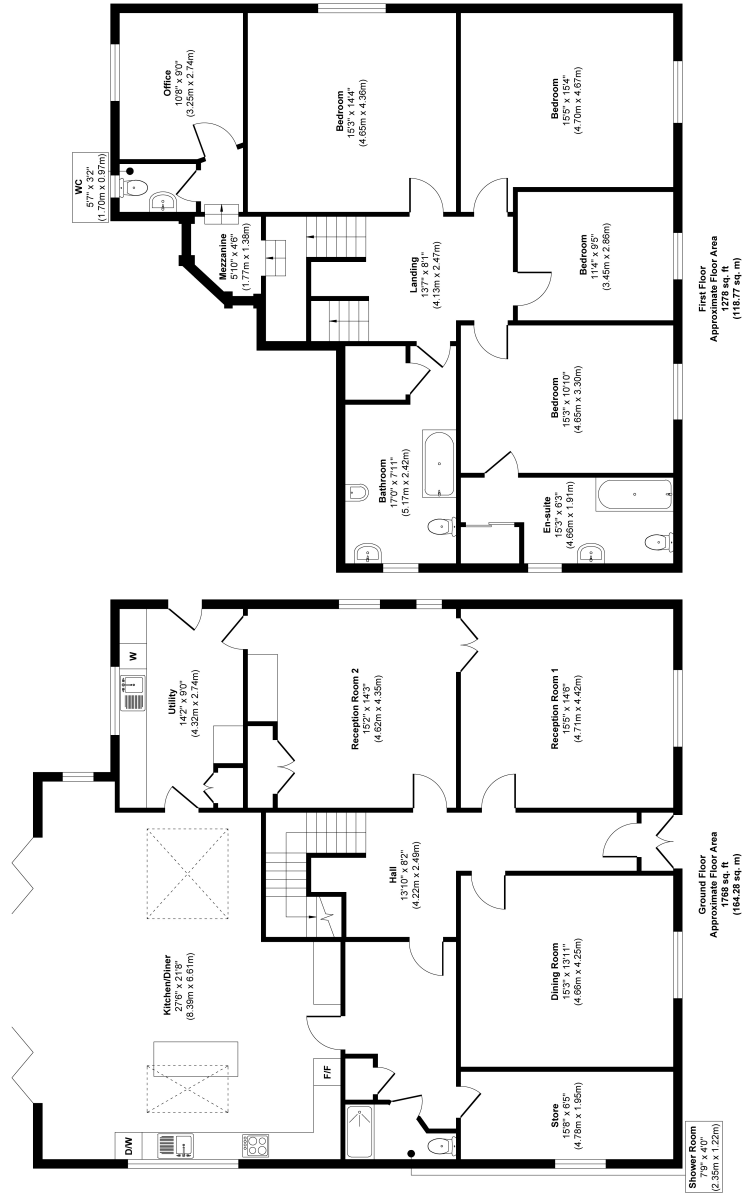 Kitchen/Diner
27'6" x 21'8"
(8.39m x 6.61m)
D/W
F/F
Utility
14'2" x 9'0"
(4.32m x 2.74m)
W
Hall
13'10" x 8'2"
(4.22m x 2.49m)
Reception Room 2
15'2" x 14'3"
(4.62m x 4.35m)
Store
15'8" x 6'5"
(4.78m x 1.95m)
Dining Room
15'3" x 13'11"
(4.66m x 4.25m)
Reception Room 1
15'5" x 14'6"
(4.71m x 4.42m)
Shower Room
7'9" x 4'0"
(2.35m x 1.22m)
Ground Floor
Approximate Floor Area
1768 sq. ft
(164.28 sq. m)
WC
5'7" x 3'2"
(1.70m x 0.97m)
Office
10'8" x 9'0"
(3.25m x 2.74m)
Mezzanine
5'10" x 4'6"
(1.77m x 1.38m)
Bathroom
17'0" x 7'11"
(5.17m x 2.42m)
Landing
13'7" x 8'1"
(4.13m x 2.47m)
Bedroom
15'3" x 14'4"
(4.65m x 4.36m)
En-suite
15'3" x 6'3"
(4.66m x 1.91m)
Bedroom
15'3" x 10'10"
(4.65m x 3.30m)
Bedroom
11'4" x 9'5"
(3.45m x 2.86m)
Bedroom
15'5" x 15'4"
(4.70m x 4.67m)
First Floor
Approximate Floor Area
1278 sq. ft
(118.77 sq. m)